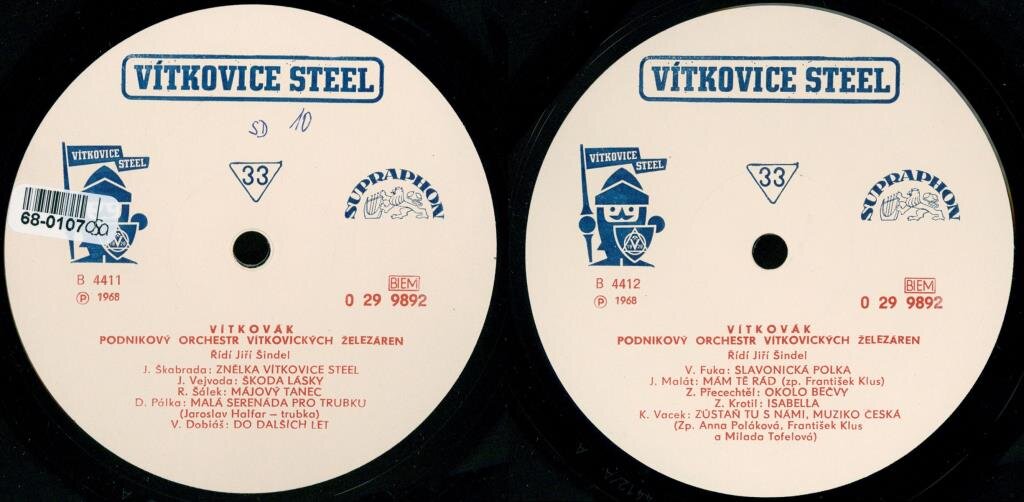 VÍTKOVICE STEEL
SD 10
VÍTKOVICE
STEEL
33
SUPRAPHON
68-0107
B 4411
Ⓟ 1968
BIEM
0 29 9892
VÍTKOVÁK
PODNIKOVÝ ORCHESTR VÍTKOVICKÝCH ŽELEZÁREN
Řídí Jiří Šindel
J. Škabrada: ZNĚLKA VÍTKOVICE STEEL
J. Vejvoda: ŠKODA LÁSKY
R. Šálek: MÁJOVÝ TANEC
D. Pálka: MALÁ SERENÁDA PRO TRUBKU
(Jaroslav Halfar – trubka)
V. Dobiáš: DO DALŠÍCH LET
VÍTKOVICE STEEL
VÍTKOVICE
STEEL
33
SUPRAPHON
B 4412
Ⓟ 1968
BIEM
0 29 9892
VÍTKOVÁK
PODNIKOVÝ ORCHESTR VÍTKOVICKÝCH ŽELEZÁREN
Řídí Jiří Šindel
V. Fuka: SLAVONICKÁ POLKA
J. Malát: MÁM TĚ RÁD (zp. František Klus)
Z. Přecechtěl: OKOLO BEČVY
Z. Krotil: ISABELLA
K. Vacek: ZŮSTAŇ TU S NÁMI, MUZIKO ČESKÁ
(Zp. Anna Poláková, František Klus
a Milada Tofelová)